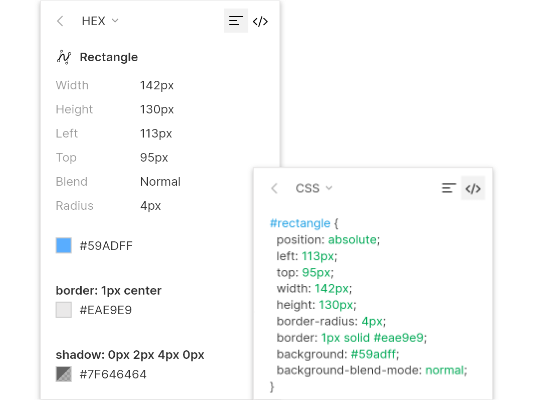 HEX
Rectangle
Width 142px
Height 130px
Left 113px
Top 95px
Blend Normal
Radius 4px
#59ADFF
border: 1px center
#EAE9E9
shadow: 0px 2px 4px 0px
#7F646464
CSS
#rectangle {
position: absolute;
left: 113px;
top: 95px;
width: 142px;
height: 130px;
border-radius: 4px;
border: 1px solid #eae9e9;
background: #59adff;
background-blend-mode: normal;
}